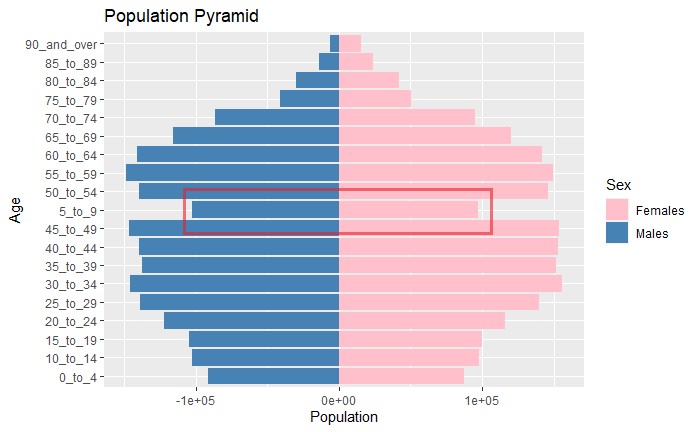 Population Pyramid
90_and_over
85_to_89
80_to_84
75_to_79
70_to_74
65_to_69
60_to_64
55_to_59
50_to_54
5_to_9
45_to_49
40_to_44
35_to_39
30_to_34
25_to_29
20_to_24
15_to_19
10_to_14
0_to_4
Age
-1e+05 0e+00 1e+05
Population
Sex
Females
Males